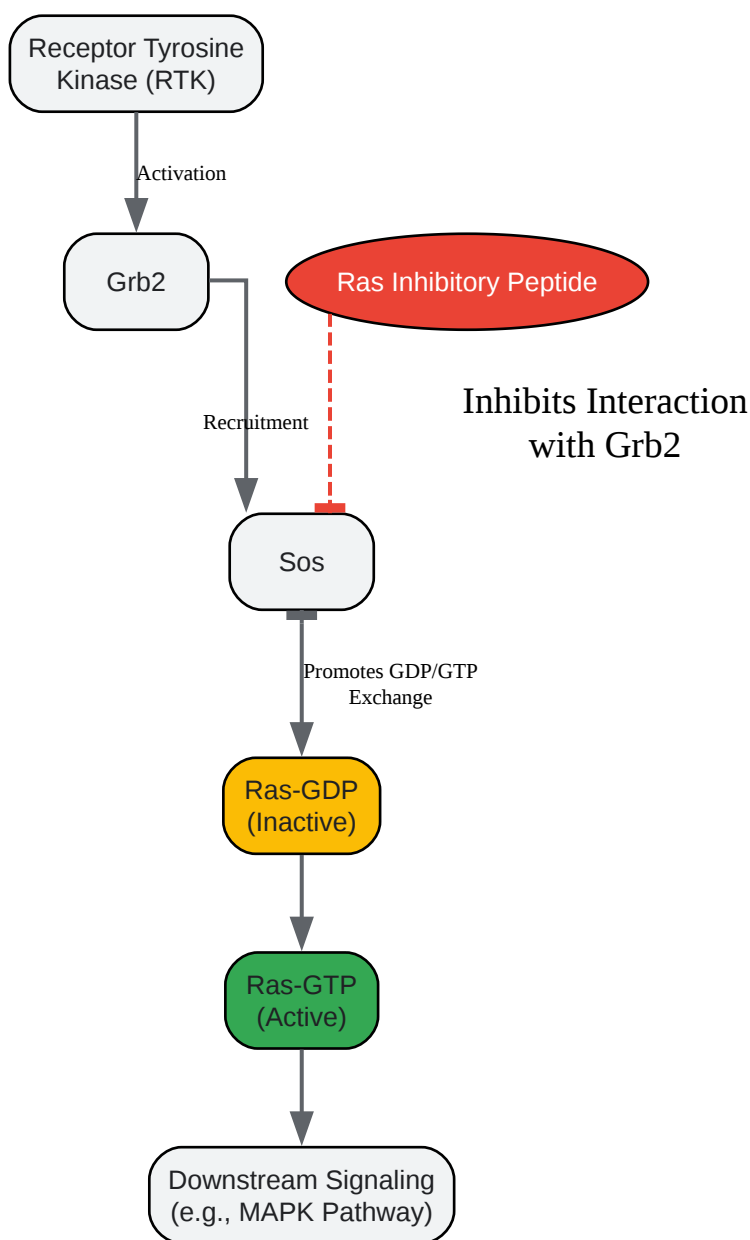 Receptor Tyrosine
Kinase (RTK)
Activation
Grb2
Ras Inhibitory Peptide
Inhibits Interaction
with Grb2
Recruitment
Sos
Promotes GDP/GTP
Exchange
Ras-GDP
(Inactive)
Ras-GTP
(Active)
Downstream Signaling
(e.g., MAPK Pathway)